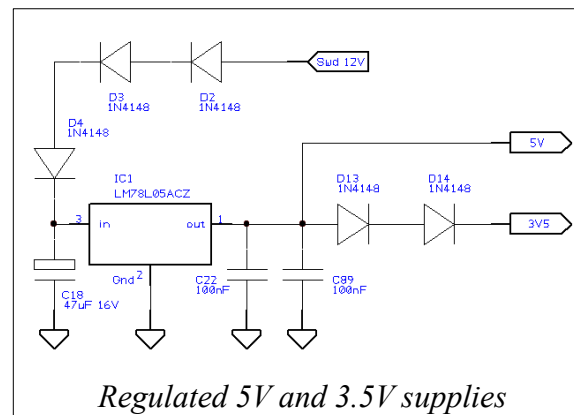 Swd 12V
D3
1N4148
D2
1N4148
D4
1N4148
5V
IC1
LM78L05ACZ
D13
1N4148
D14
1N4148
3 in out 1
3V5
Gnd 2
C18
47uF 16V
C22
100nF
C89
100nF
Regulated 5V and 3.5V supplies